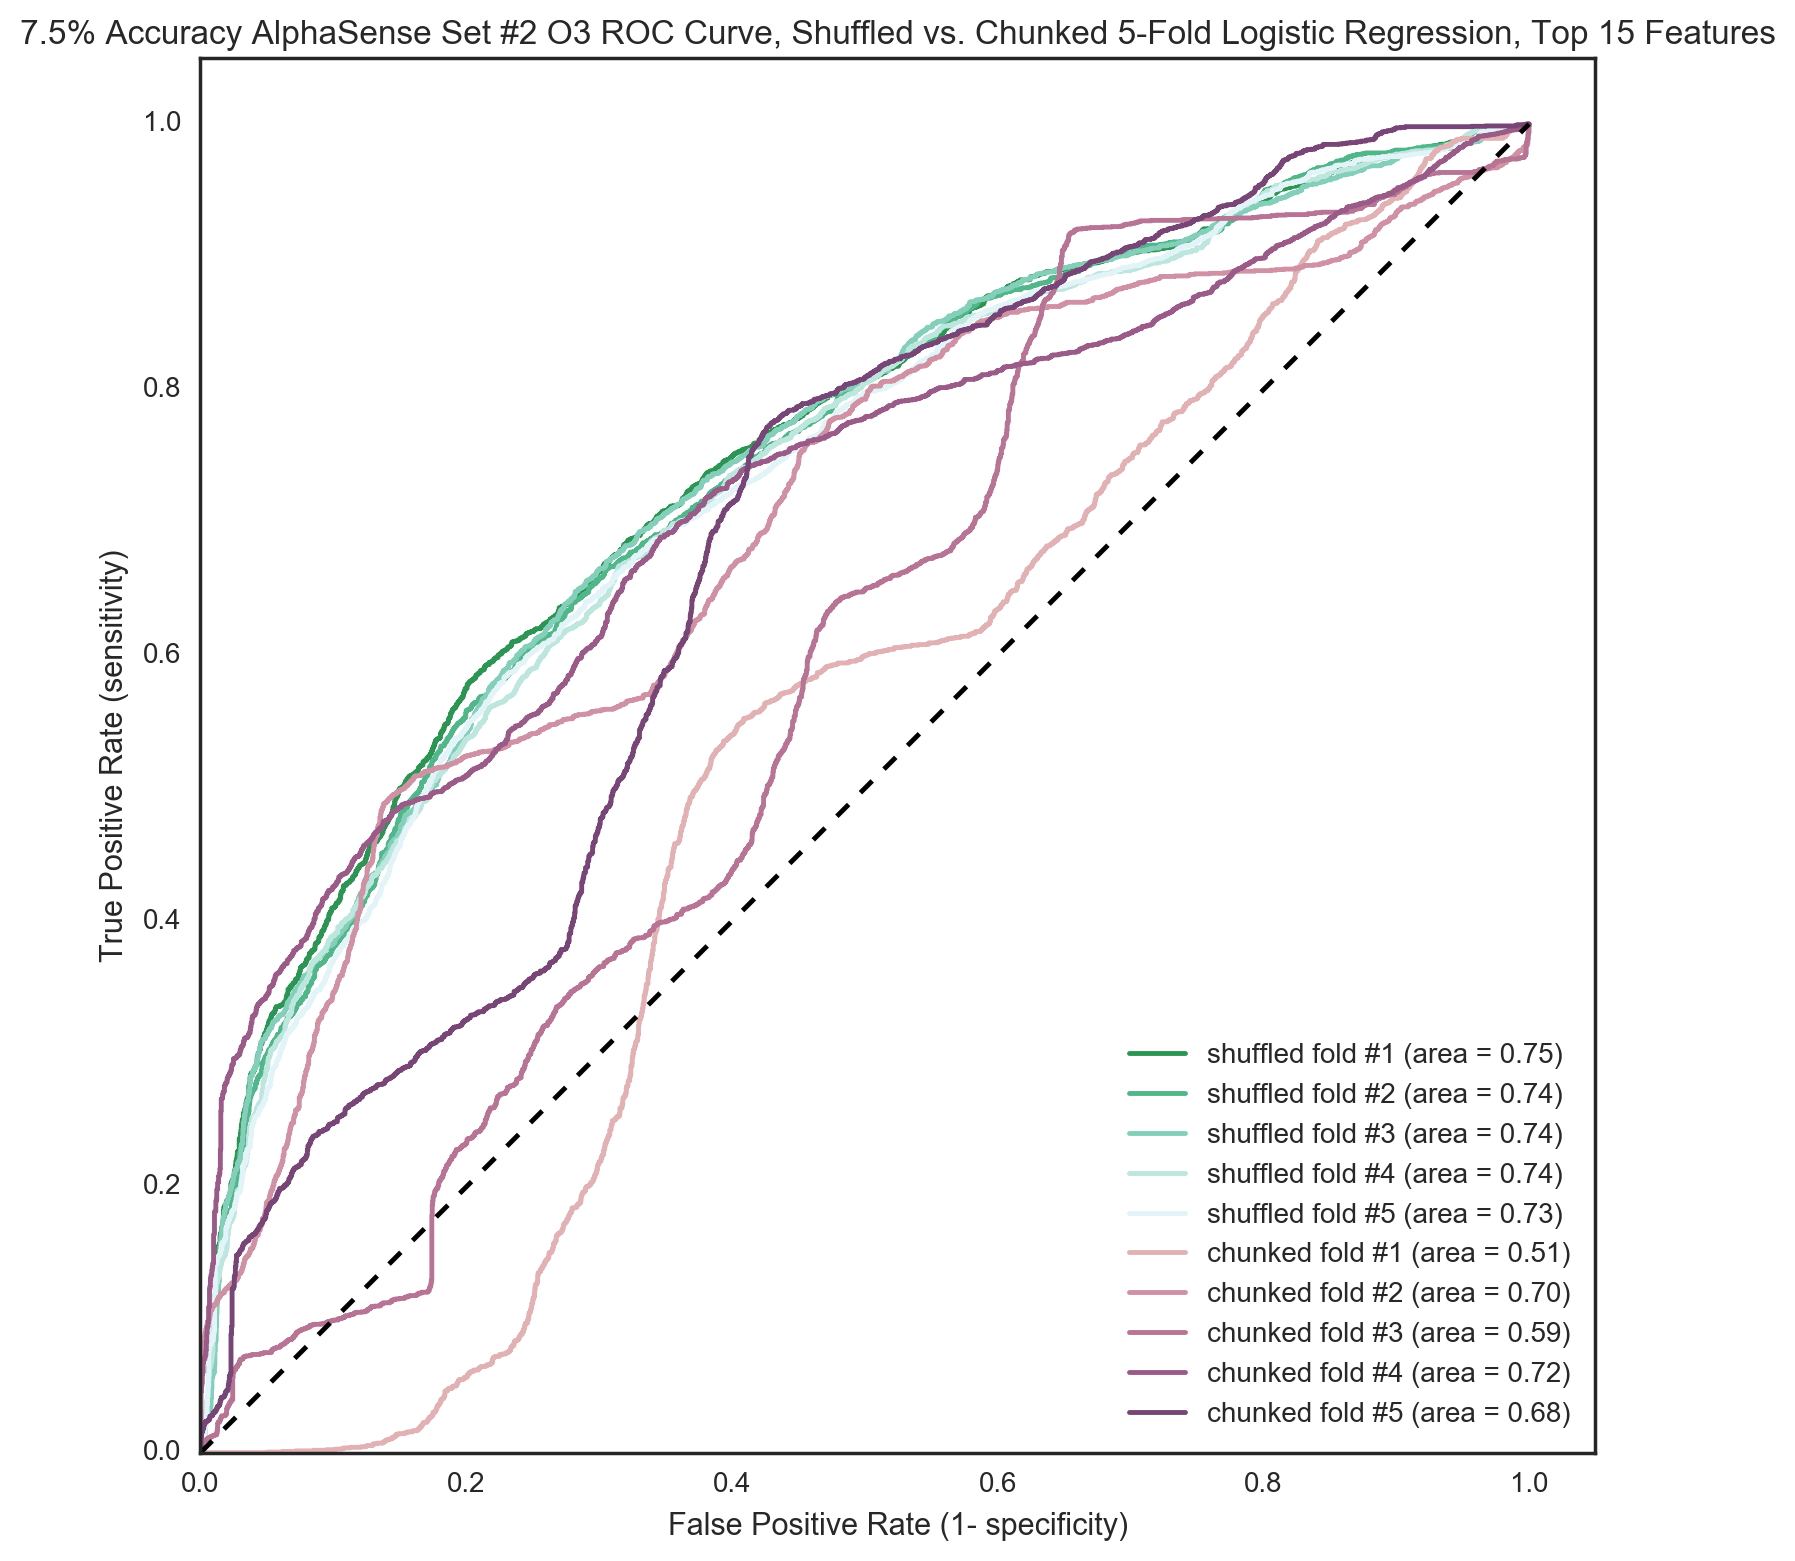 7.5% Accuracy AlphaSense Set #2 O3 ROC Curve, Shuffled vs. Chunked 5-Fold Logistic Regression, Top 15 Features
1.0
0.8
0.6
0.4
0.2
0.0
True Positive Rate (sensitivity)
shuffled fold #1 (area = 0.75)
shuffled fold #2 (area = 0.74)
shuffled fold #3 (area = 0.74)
shuffled fold #4 (area = 0.74)
shuffled fold #5 (area = 0.73)
chunked fold #1 (area = 0.51)
chunked fold #2 (area = 0.70)
chunked fold #3 (area = 0.59)
chunked fold #4 (area = 0.72)
chunked fold #5 (area = 0.68)
0.0 0.2 0.4 0.6 0.8 1.0
False Positive Rate (1- specificity)